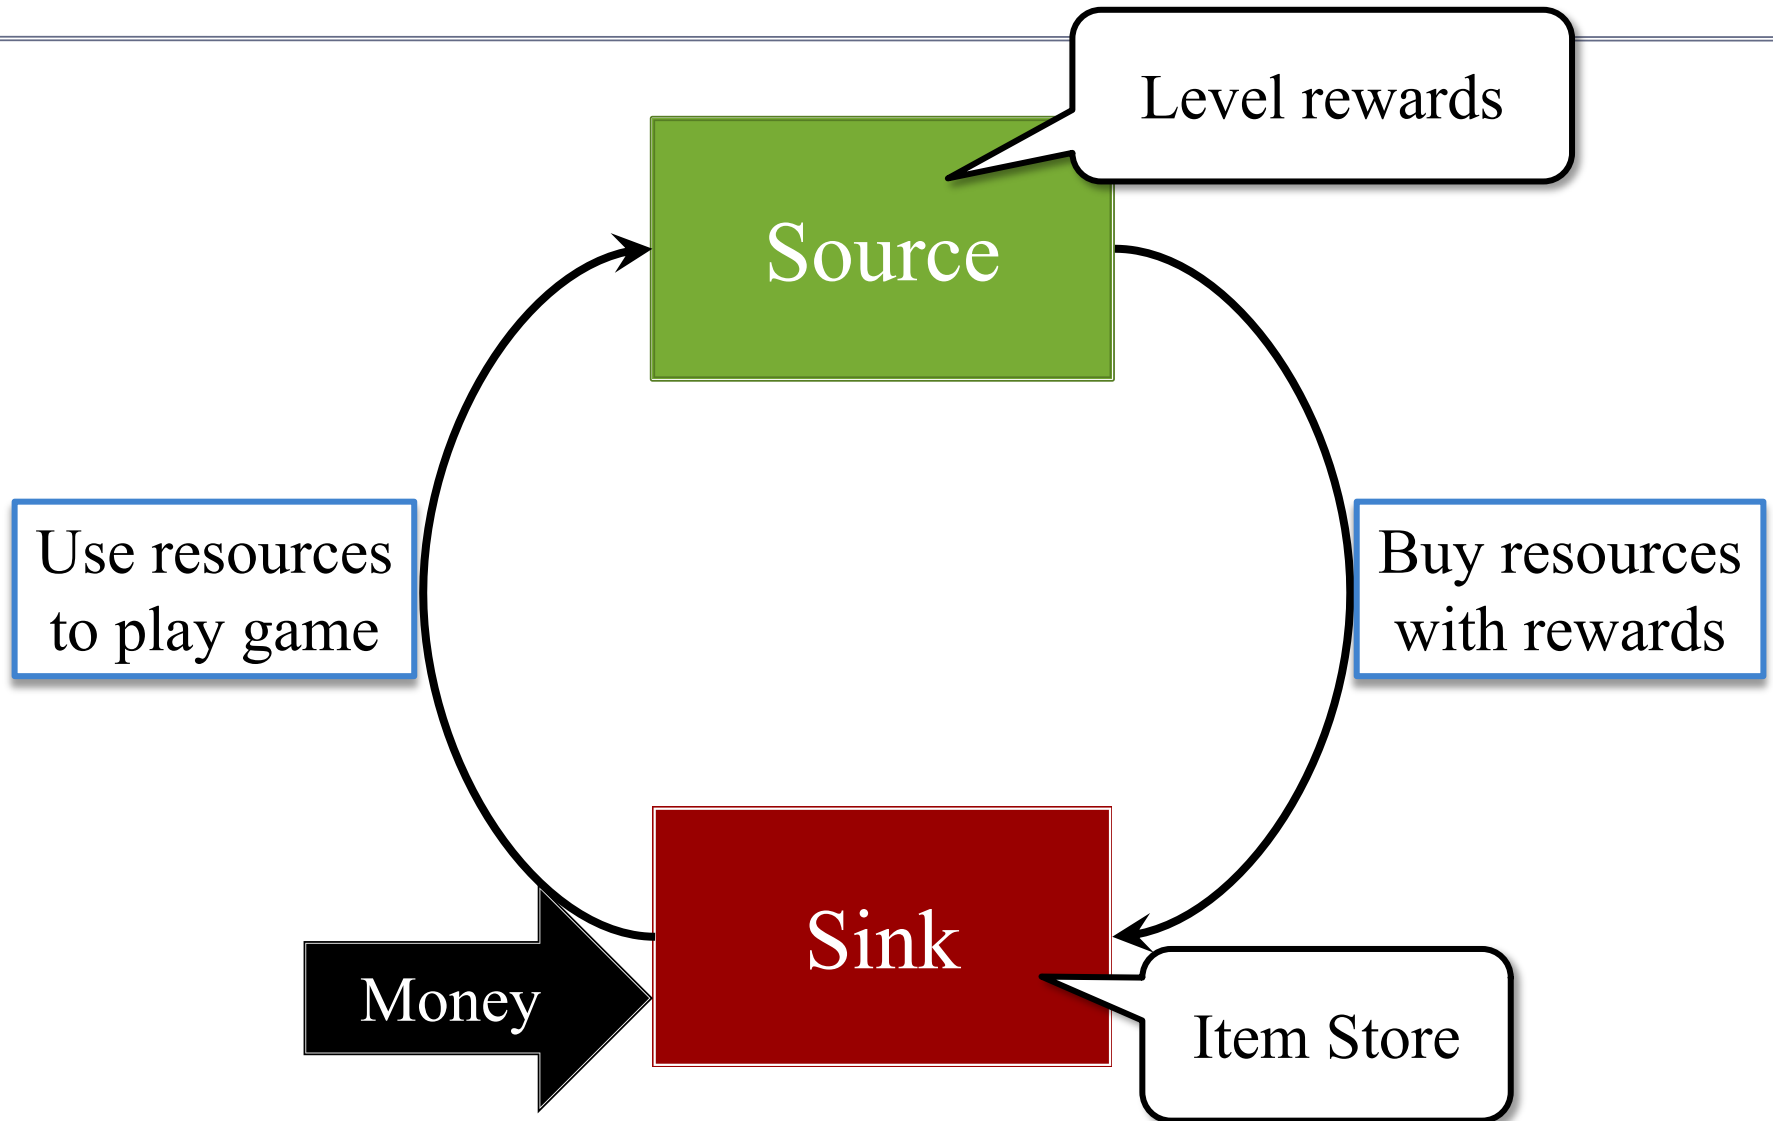 Level rewards
Source
Use resources
to play game
Buy resources
with rewards
Sink
Money
Item Store